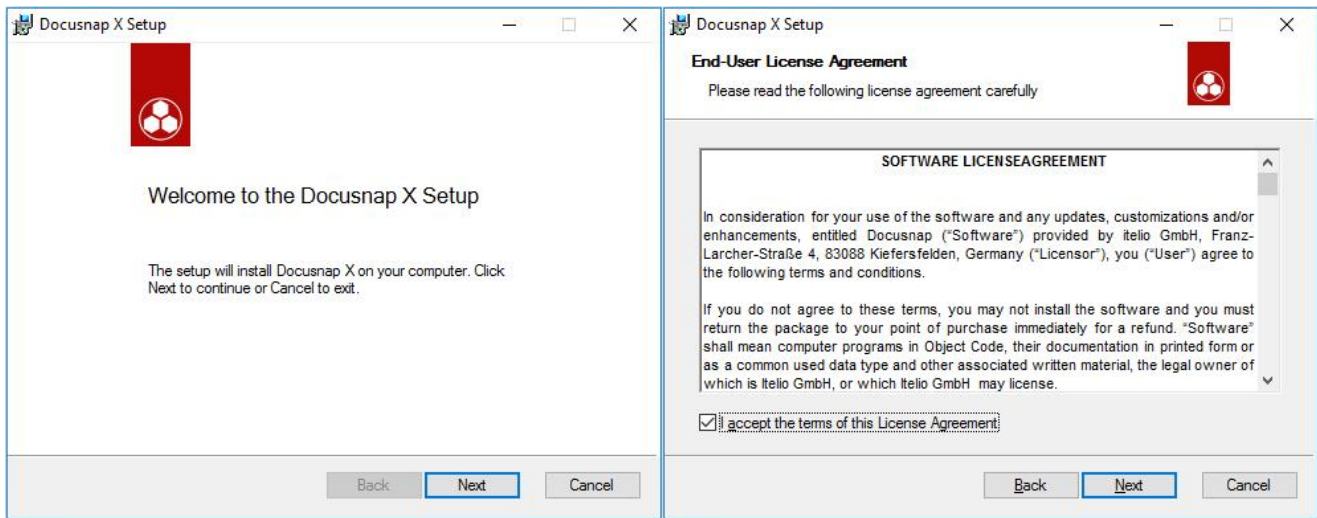 Docusnap X Setup
Welcome to the Docusnap X Setup
The setup will install Docusnap X on your computer. Click
Next to continue or Cancel to exit.
Back Next Cancel
Docusnap X Setup
End-User License Agreement
Please read the following license agreement carefully
SOFTWARE LICENSEAGREEMENT
In consideration for your use of the software and any updates, customizations and/or
enhancements, entitled Docusnap (“Software”) provided by itelio GmbH, Franz-
Larcher-Straße 4, 83088 Kiefersfelden, Germany (“Licensor”), you (“User”) agree to
the following terms and conditions.
If you do not agree to these terms, you may not install the software and you must
return the package to your point of purchase immediately for a refund. “Software”
shall mean computer programs in Object Code, their documentation in printed form or
as a common used data type and other associated written material, the legal owner of
which is Itelio GmbH, or which Itelio GmbH may license.
I accept the terms of this License Agreement
Back Next Cancel